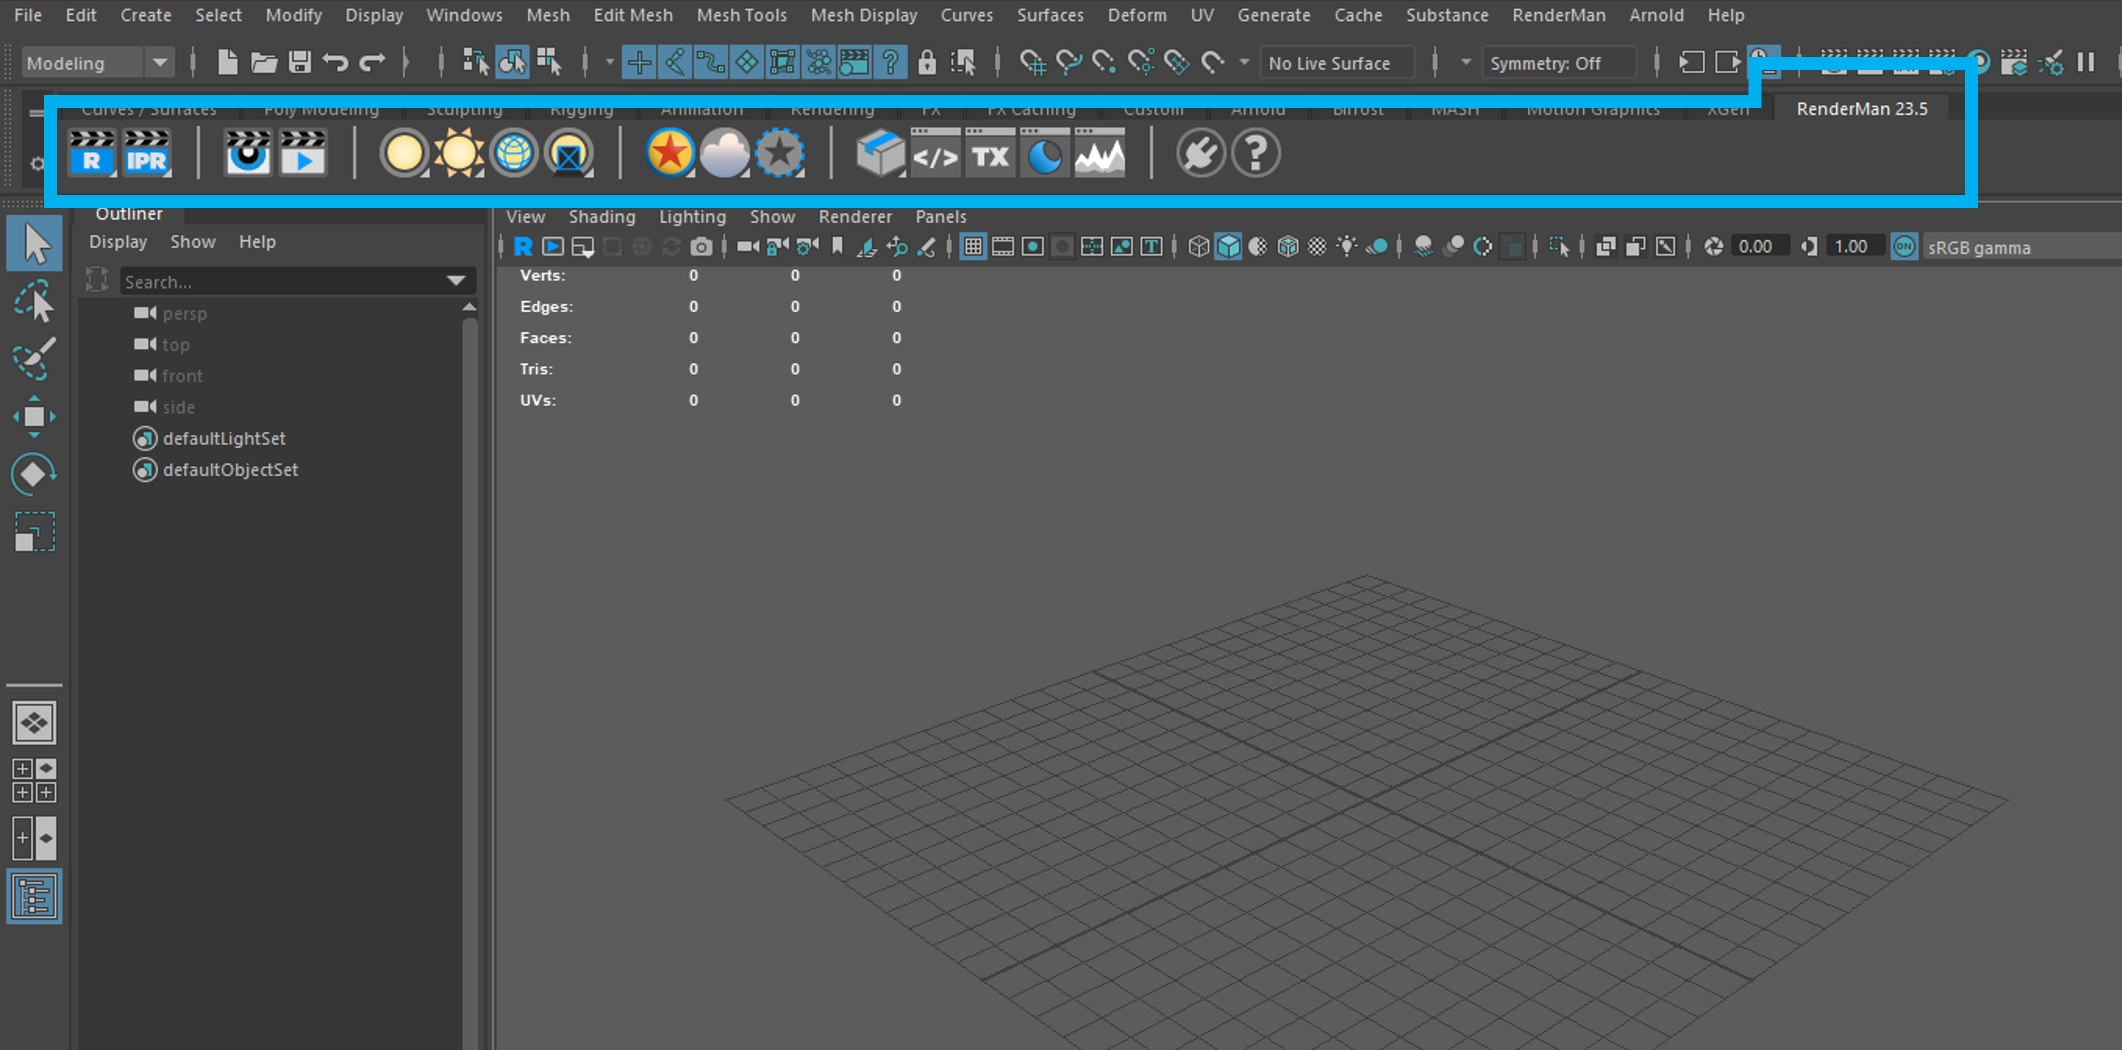 File Edit Create Select Modify Display Windows Mesh Edit Mesh Mesh Tools Mesh Display Curves Surfaces Deform UV Generate Cache Substance RenderMan Arnold Help
Modeling No Live Surface Symmetry: Off
Curves / Surfaces Poly Modeling Sculpting Rigging Animation Rendering FX FX Caching Custom Arnold Bifrost MASH Motion Graphics XGen RenderMan 23.5
R IPR </> TX ?
Outliner
Display Show Help
Search...
persp
top
front
side
defaultLightSet
defaultObjectSet
View Shading Lighting Show Renderer Panels
R T 0.00 1.00 ON sRGB gamma
Verts: 0 0 0
Edges: 0 0 0
Faces: 0 0 0
Tris: 0 0 0
UVs: 0 0 0